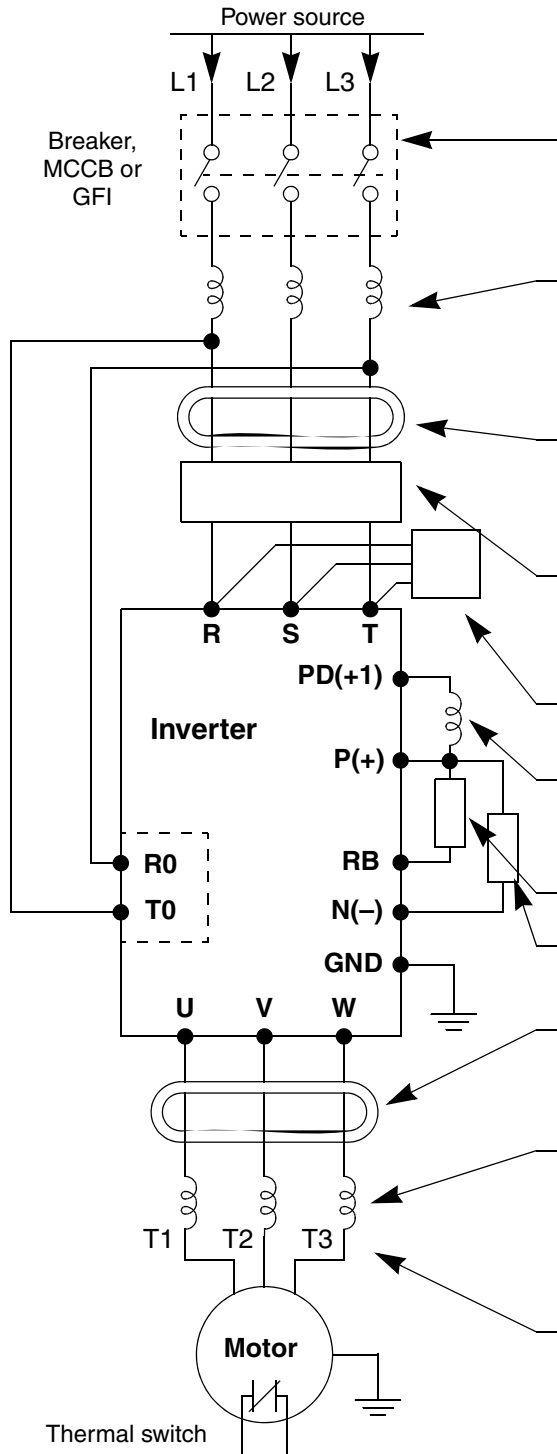 Power source
L1 L2 L3
Breaker,
MCCB or
GFI
R S T
PD(+1)
Inverter
P(+)
R0
RB
T0
N(–)
GND
U V W
T1 T2 T3
Motor
Thermal switch